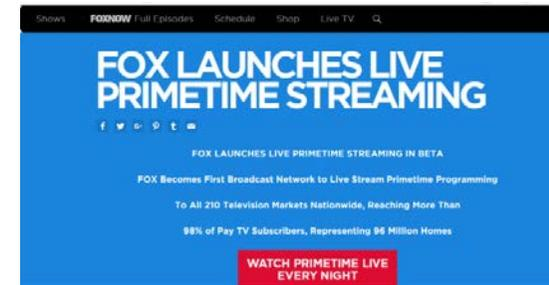 Shows FOXNOW Full Episodes Schedule Shop Live TV
FOX LAUNCHES LIVE
PRIMETIME STREAMING
FOX LAUNCHES LIVE PRIMETIME STREAMING IN BETA
FOX Becomes First Broadcast Network to Live Stream Primetime Programming
To All 210 Television Markets Nationwide, Reaching More Than
98% of Pay TV Subscribers, Representing 96 Million Homes
WATCH PRIMETIME LIVE
EVERY NIGHT